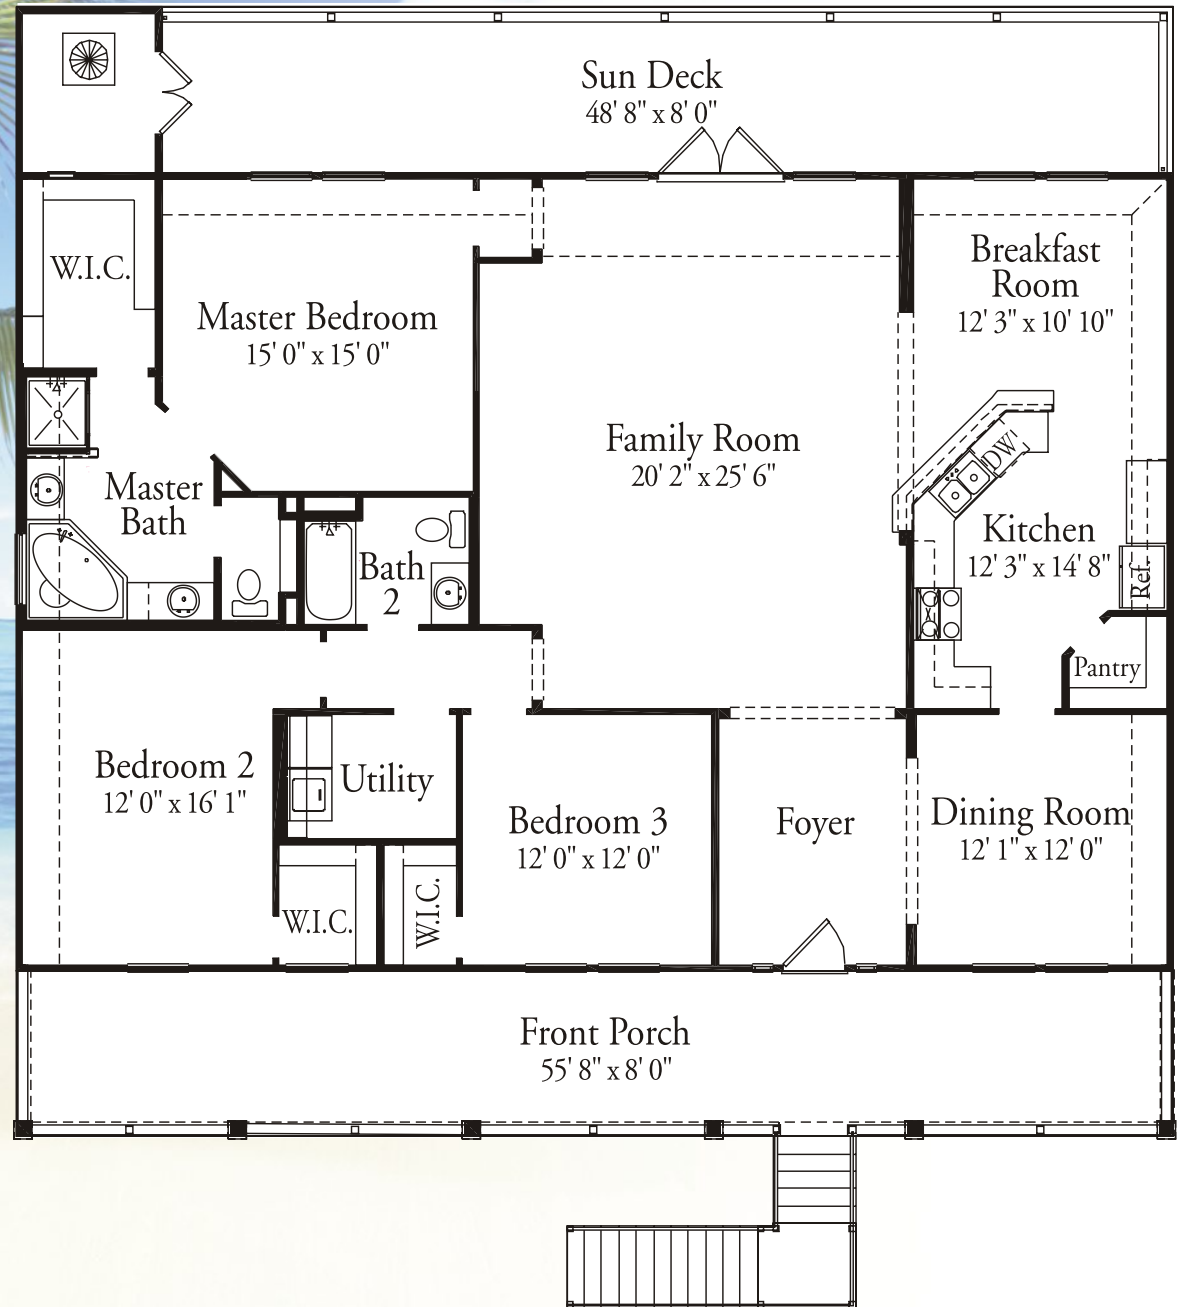 Sun Deck
48' 8" x 8' 0"
W.I.C.
Master Bedroom
15' 0" x 15' 0"
Breakfast
Room
12' 3" x 10' 10"
Family Room
20' 2" x 25' 6"
DW
Master
Bath
Kitchen
12' 3" x 14' 8"
Ref.
Bath
2
Pantry
Bedroom 2
12' 0" x 16' 1"
Utility
Bedroom 3
12' 0" x 12' 0"
Foyer
Dining Room
12' 1" x 12' 0"
W.I.C.
W.I.C.
Front Porch
55' 8" x 8' 0"